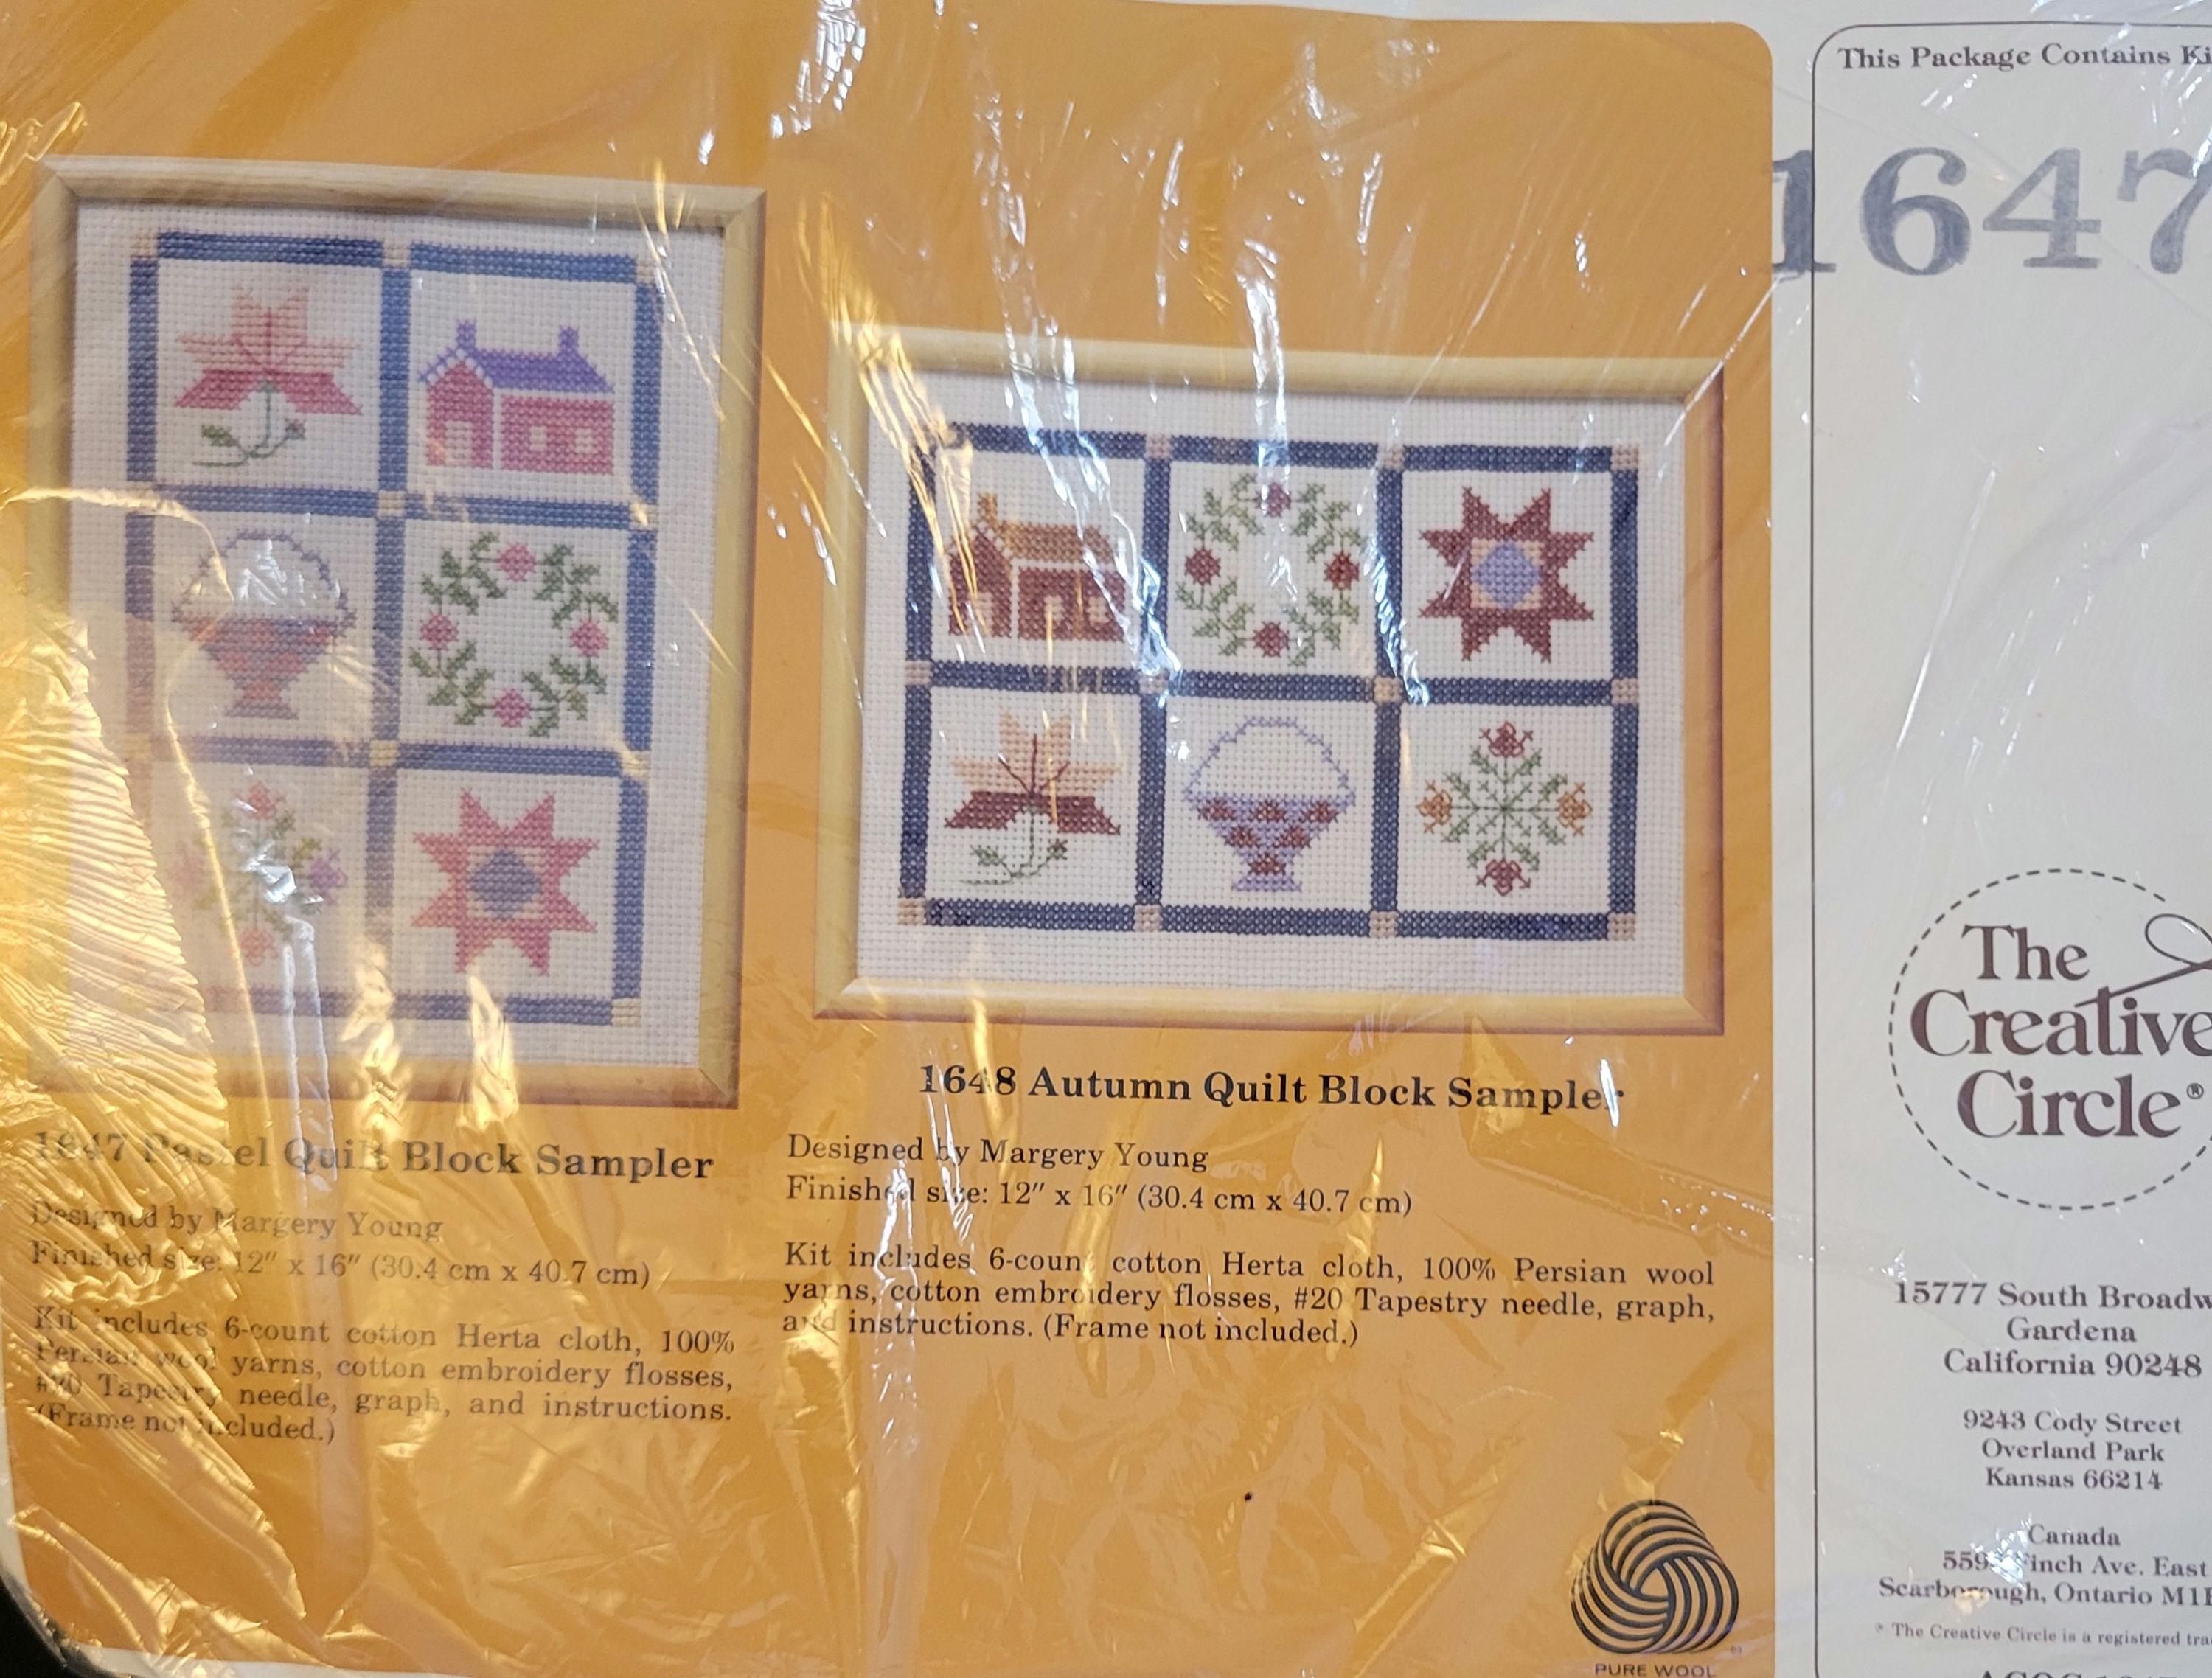 This Package Contains
1647
1647 Pastel Quilt Block Sampler
Designed by Margery Young
Finished size: 12" x 16" (30.4 cm x 40.7 cm)
Kit includes 6-count cotton Herta cloth, 100%
Persian wool yarns, cotton embroidery flosses,
#20 Tapestry needle, graph, and instructions.
(Frame not included.)
1648 Autumn Quilt Block Sampler
Designed by Margery Young
Finished size: 12" x 16" (30.4 cm x 40.7 cm)
Kit includes 6-count cotton Herta cloth, 100% Persian wool
yarns, cotton embroidery flosses, #20 Tapestry needle, graph,
and instructions. (Frame not included.)
PURE WOOL
The
Creative
Circle®
15777 South
Gardena
California 90248
9243 Cody Street
Overland Park
Kansas 66214
Canada
Finch Ave. East
Scarborough, Ontario
* The Creative Circle is a registered